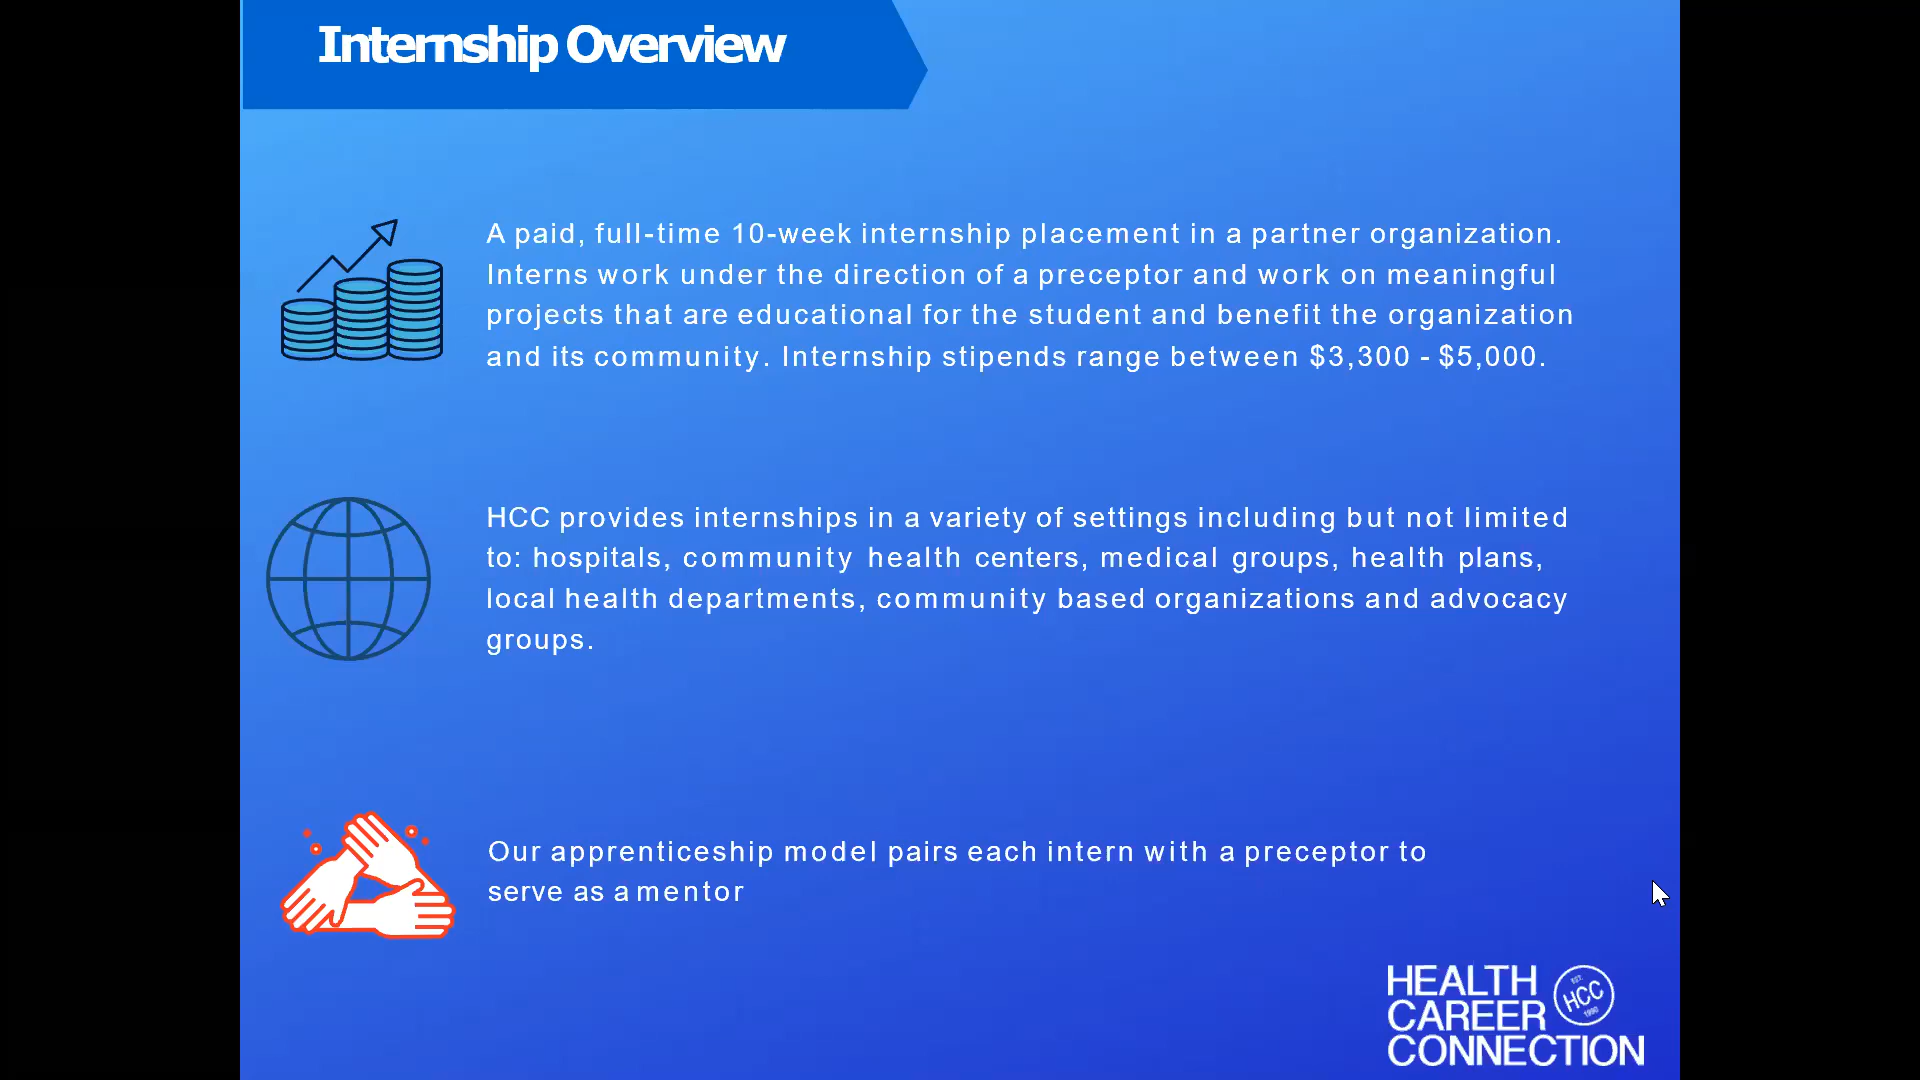 Internship Overview
A paid, full-time 10-week internship placement in a partner organization.
Interns work under the direction of a preceptor and work on meaningful
projects that are educational for the student and benefit the organization
and its community. Internship stipends range between $3,300 - $5,000.
HCC provides internships in a variety of settings including but not limited
to: hospitals, community health centers, medical groups, health plans,
local health departments, community based organizations and advocacy
groups.
Our apprenticeship model pairs each intern with a preceptor to
serve as a mentor
HEALTH
CAREER
CONNECTION
EST.
HCC
1990